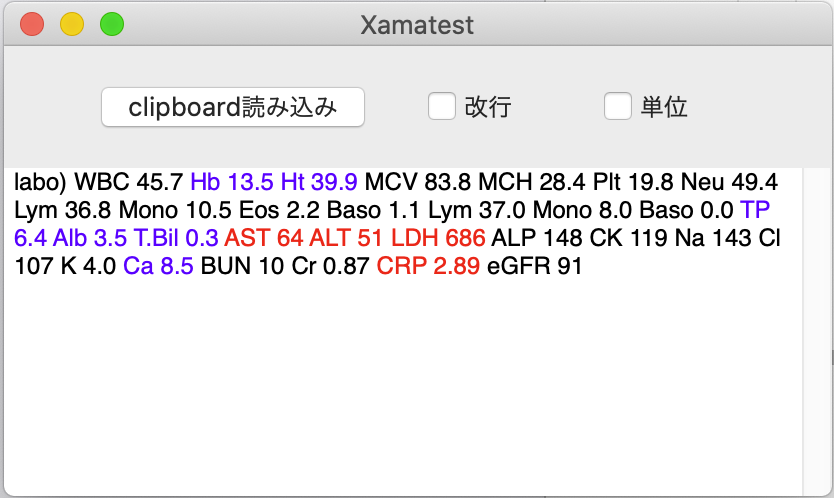 Xamatest
clipboard読み込み 改行 単位
labo) WBC 45.7 Hb 13.5 Ht 39.9 MCV 83.8 MCH 28.4 Plt 19.8 Neu 49.4
Lym 36.8 Mono 10.5 Eos 2.2 Baso 1.1 Lym 37.0 Mono 8.0 Baso 0.0 TP
6.4 Alb 3.5 T.Bil 0.3 AST 64 ALT 51 LDH 686 ALP 148 CK 119 Na 143 Cl
107 K 4.0 Ca 8.5 BUN 10 Cr 0.87 CRP 2.89 eGFR 91